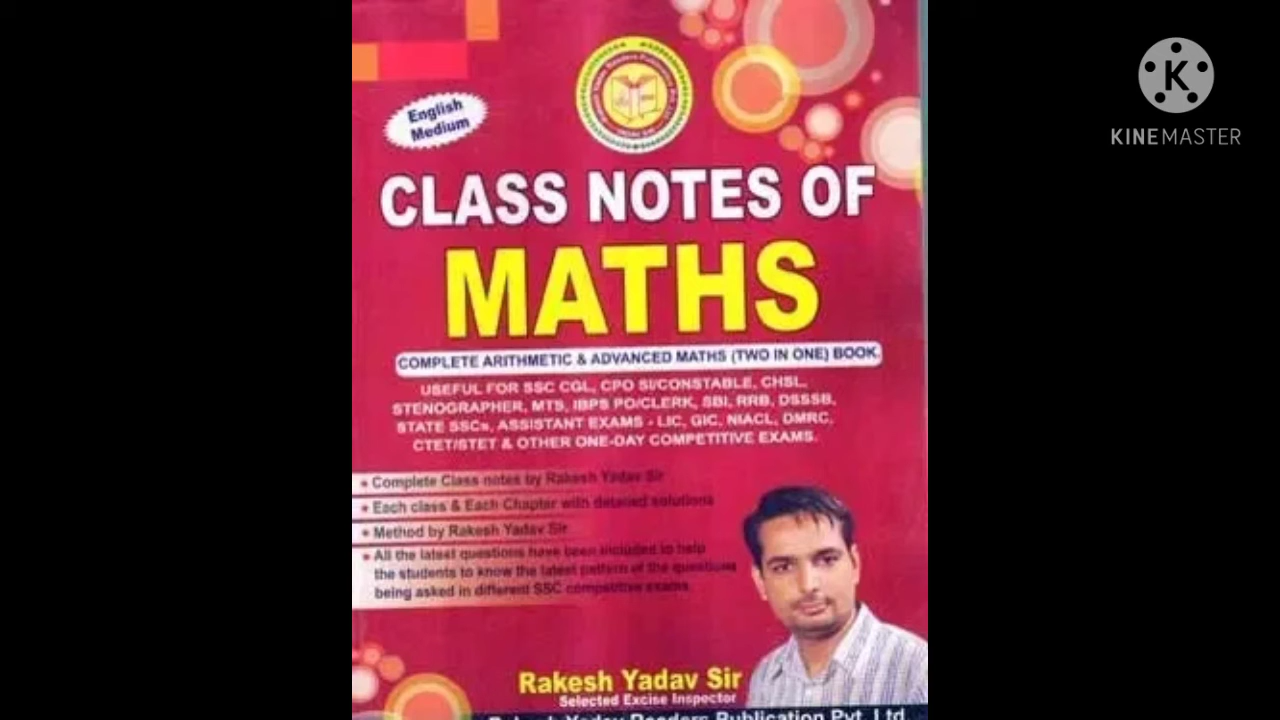 English
Medium
CLASS NOTES OF
MATHS
COMPLETE ARITHMETIC & ADVANCED MATHS (TWO IN ONE) BOOK.
USEFUL FOR SSC CGL, CPO SI/CONSTABLE, CHSL,
STENOGRAPHER, MTS, IBPS PO/CLERK, SBI, RRB, DSSSB,
STATE SSCs, ASSISTANT EXAMS - LIC, GIC, NIACL, DMRC,
CTET/STET & OTHER ONE-DAY COMPETITIVE EXAMS.
• Complete Class notes by Rakesh Yadav Sir
• Each class & Each Chapter with detailed solutions
• Method by Rakesh Yadav Sir
• All the latest questions have been included to help
the students to know the latest pattern of the questions
being asked in different SSC competitive exams.
Rakesh Yadav Sir
Selected Excise Inspector
Rakesh Yadav Readers Publication Pvt. Ltd
K
KINEMASTER